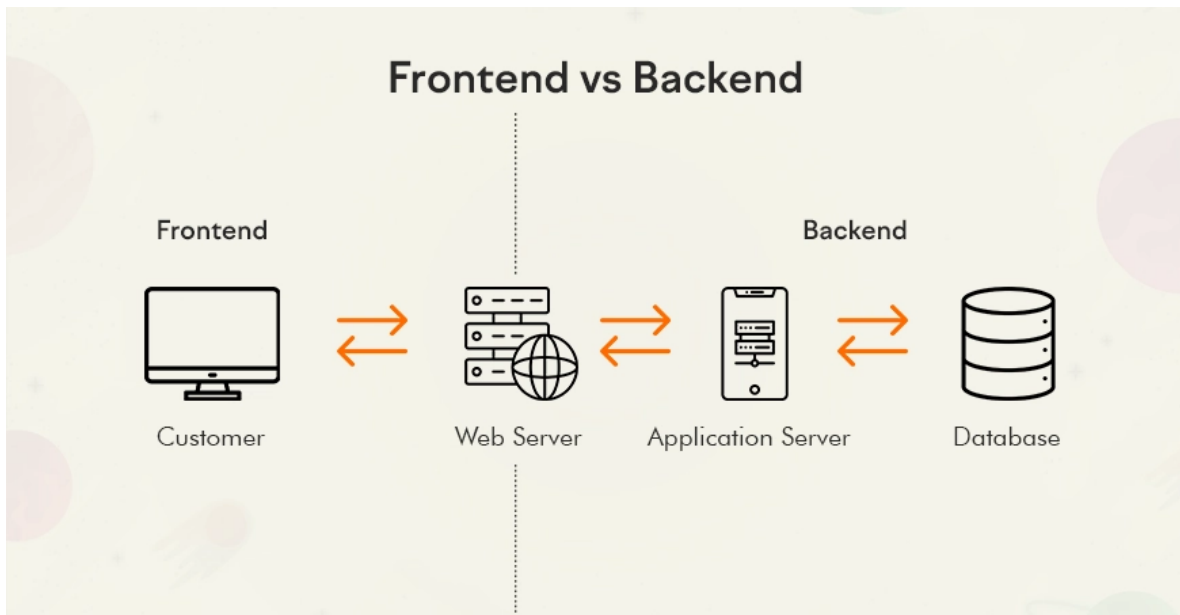 Frontend vs Backend
Frontend
Backend
Customer
Web Server
Application Server
Database